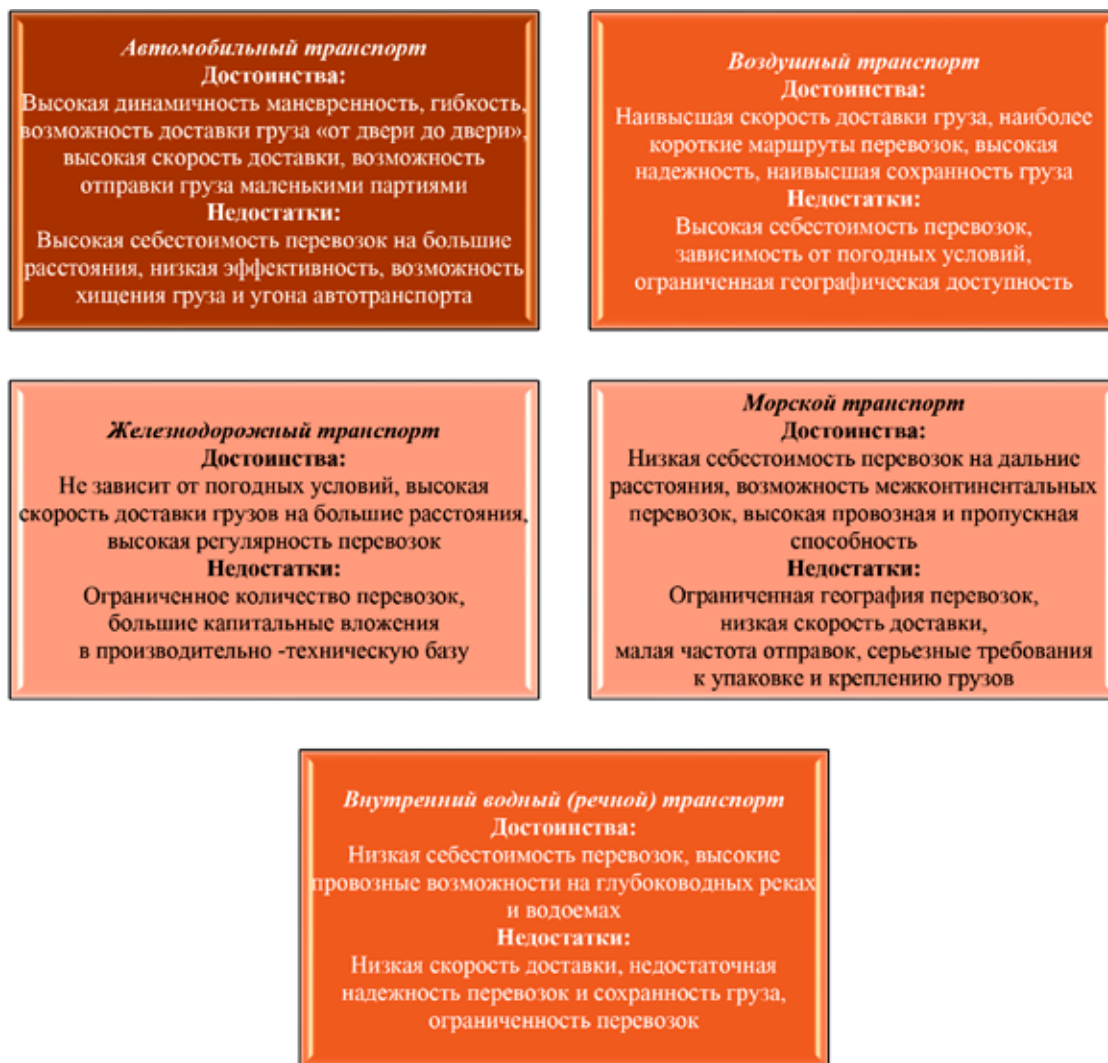 Автомобильный транспорт
Достоинства:
Высокая динамичность маневренность, гибкость,
возможность доставки груза «от двери до двери»,
высокая скорость доставки, возможность
отправки груза маленькими партиями
Недостатки:
Высокая себестоимость перевозок на большие
расстояния, низкая эффективность, возможность
хищения груза и угона автотранспорта
Воздушный транспорт
Достоинства:
Наивысшая скорость доставки груза, наиболее
короткие маршруты перевозок, высокая
надежность, наивысшая сохранность груза
Недостатки:
Высокая себестоимость перевозок,
зависимость от погодных условий,
ограниченная географическая доступность
Железнодорожный транспорт
Достоинства:
Не зависит от погодных условий, высокая
скорость доставки грузов на большие расстояния,
высокая регулярность перевозок
Недостатки:
Ограниченное количество перевозок,
большие капитальные вложения
в производительно -техническую базу
Морской транспорт
Достоинства:
Низкая себестоимость перевозок на дальние
расстояния, возможность межконтинентальных
перевозок, высокая провозная и пропускная
способность
Недостатки:
Ограниченная география перевозок,
низкая скорость доставки,
малая частота отправок, серьезные требования
к упаковке и креплению грузов
Внутренний водный (речной) транспорт
Достоинства:
Низкая себестоимость перевозок, высокие
провозные возможности на глубоководных реках
и водоемах
Недостатки:
Низкая скорость доставки, недостаточная
надежность перевозок и сохранность груза,
ограниченность перевозок